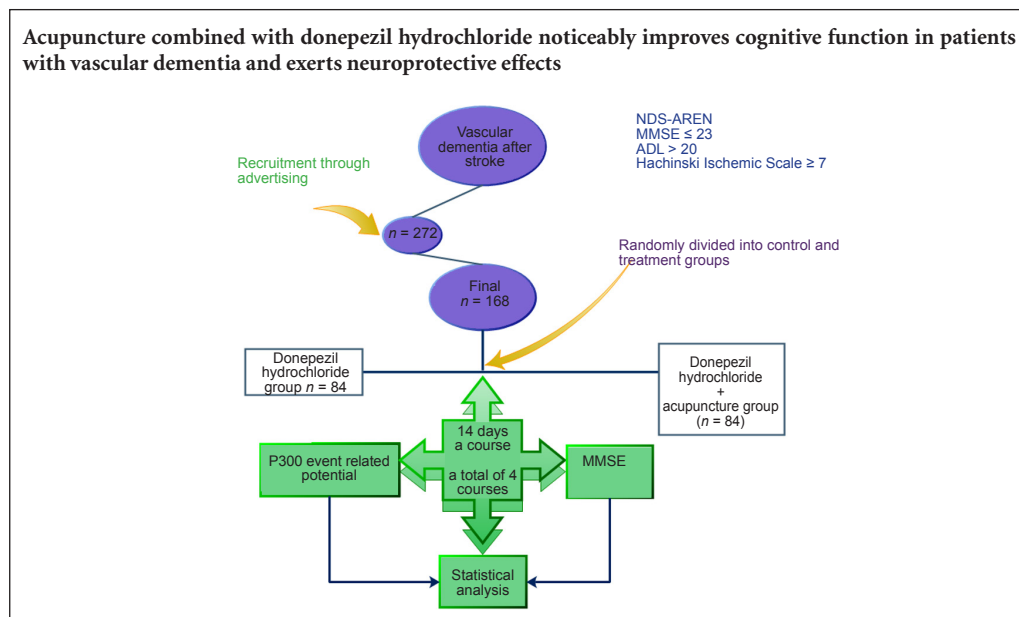 Acupuncture combined with donepezil hydrochloride noticeably improves cognitive function in patients
with vascular dementia and exerts neuroprotective effects
Vascular
dementia after
stroke
NDS-AREN
MMSE ≤ 23
ADL > 20
Hachinski Ischemic Scale ≥ 7
Recruitment through
advertising
n = 272
Randomly divided into control and
treatment groups
Final
n = 168
Donepezil
hydrochloride
group n = 84
Donepezil
hydrochloride
+
acupuncture group
(n = 84)
14 days
a course
a total of 4
courses
P300 event related
potential
MMSE
Statistical
analysis